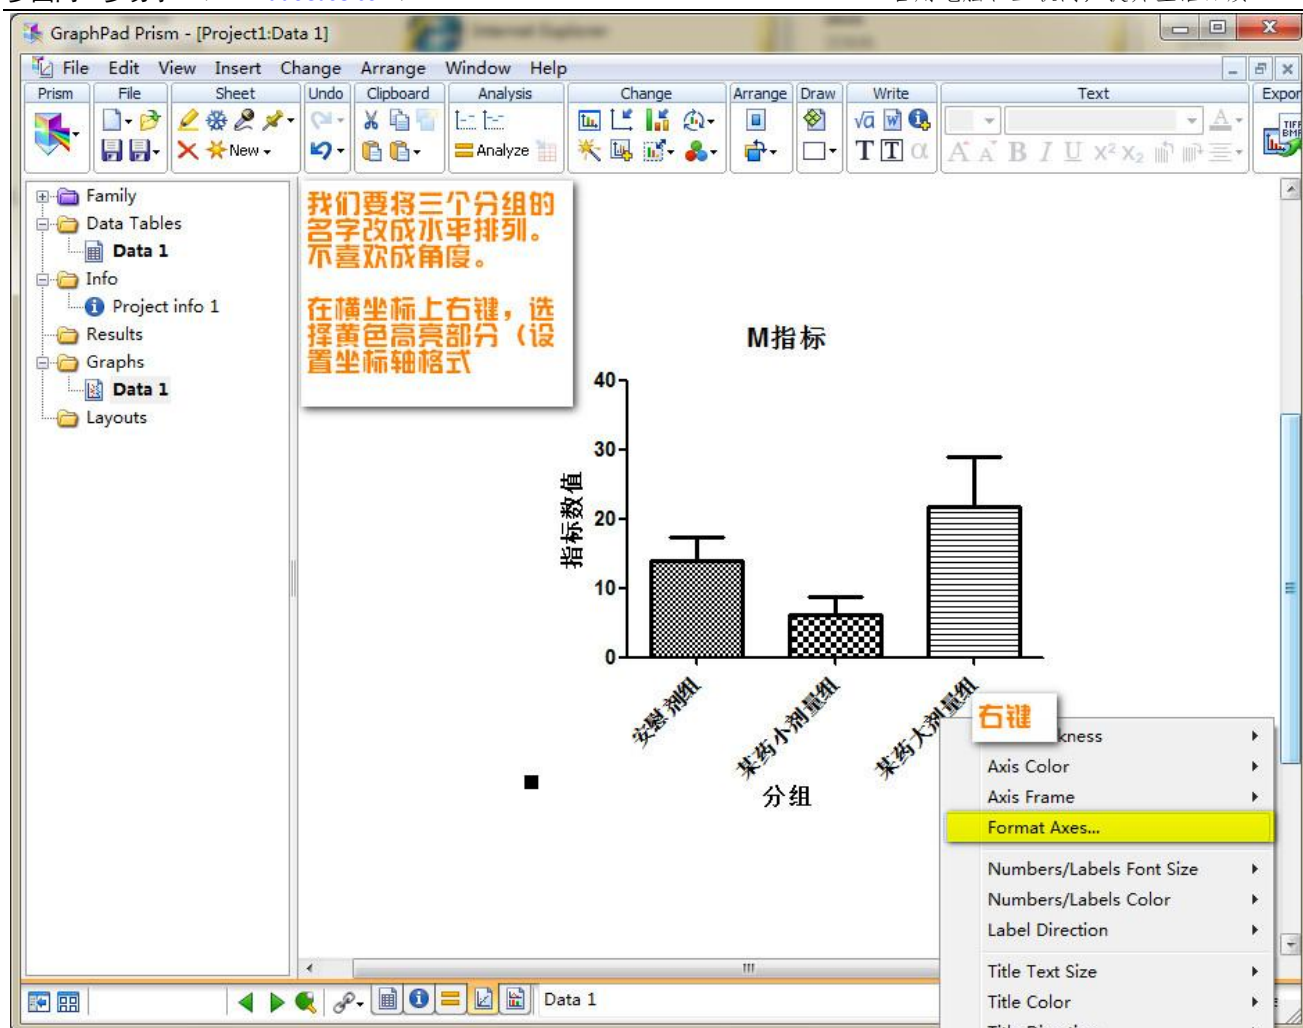 GraphPad Prism - [Project1:Data 1]
File Edit View Insert Change Arrange Window Help
Prism File Sheet Undo Clipboard Analysis Change Arrange Draw Write Text Expor
New
Analyze
TIFF
BMP
Family
Data Tables
Data 1
Info
Project info 1
Results
Graphs
Data 1
Layouts
我们要将三个分组的
名字改成水平排列。
不喜欢成角度。
在横坐标上右键，选
择黄色高亮部分（设
置坐标轴格式
M指标
40
30
20
10
0
指标数值
安慰剂组
某药小剂量组
某药大剂量组
分组
右键
kness
Axis Color
Axis Frame
Format Axes...
Numbers/Labels Font Size
Numbers/Labels Color
Label Direction
Title Text Size
Title Color
Data 1